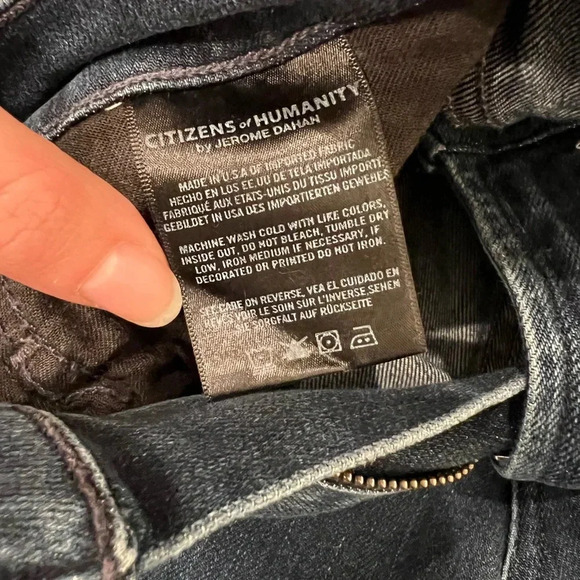 CITIZENS of HUMANITY
by JEROME DAHAN
MADE IN U.S.A OF IMPORTED FABRIC
HECHO EN LOS EE.UU DE TELA IMPORTADA
FABRIQUÉ AUX ETATS-UNIS DU TISSU IMPORTÉ
GEBILDET IN USA DES IMPORTIERTEN GEWEBES
MACHINE WASH COLD WITH LIKE COLORS,
INSIDE OUT, DO NOT BLEACH, TUMBLE DRY
LOW, IRON MEDIUM IF NECESSARY, IF
DECORATED OR PRINTED DO NOT IRON.
CARE ON REVERSE, VEA EL CUIDADO EN
REVOIR LE SOIN SUR L'INVERSE.SEHEN
SIE SORGFALT AUF RÜCKSEITE